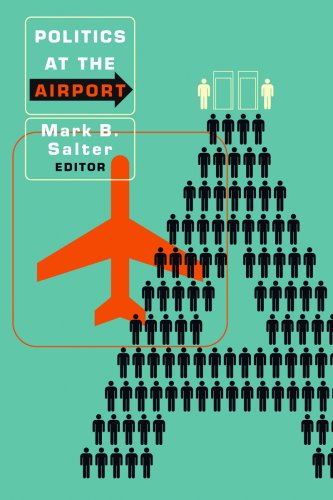 POLITICS
AT THE
AIRPORT
Mark B.
Salter
EDITOR